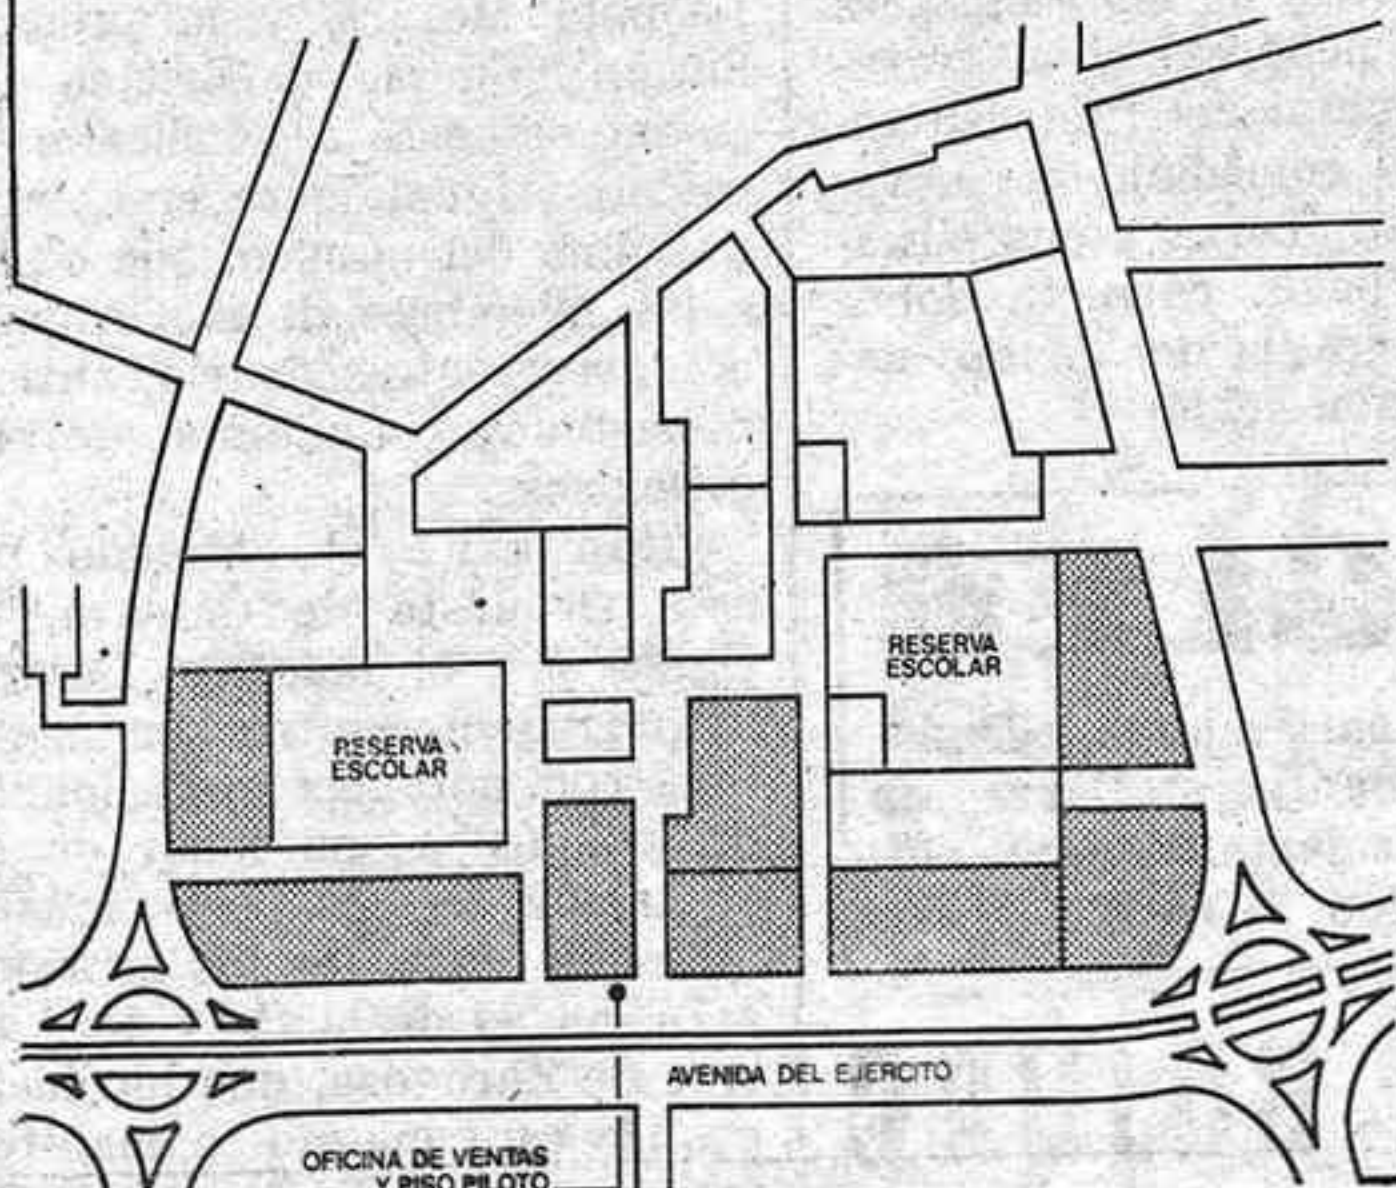 RESERVA
ESCOLAR
RESERVA
ESCOLAR
AVENIDA DEL EJERCITO
OFICINA DE VENTAS
Y PISO PILOTO